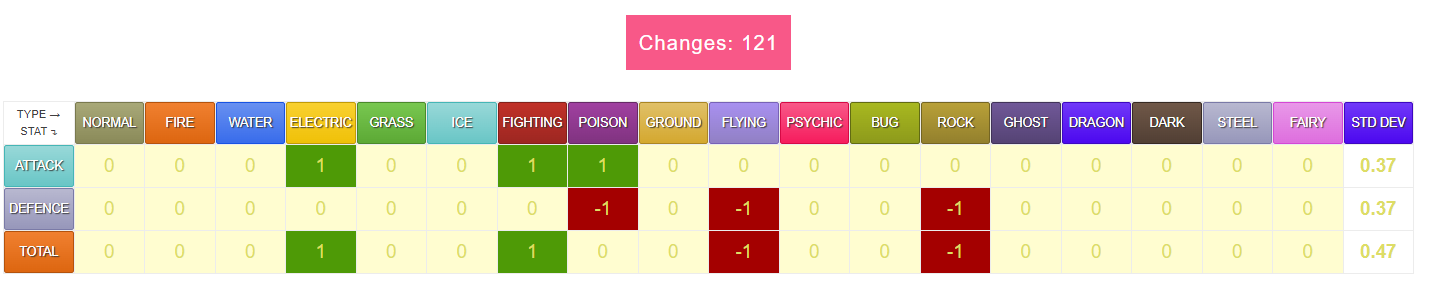 Changes: 121
TYPE → NORMAL FIRE WATER ELECTRIC GRASS ICE FIGHTING POISON GROUND FLYING PSYCHIC BUG ROCK GHOST DRAGON DARK STEEL FAIRY STD DEV
STAT ↴
ATTACK 0 0 0 1 0 0 1 1 0 0 0 0 0 0 0 0 0 0 0.37
DEFENCE 0 0 0 0 0 0 0 -1 0 -1 0 0 -1 0 0 0 0 0 0.37
TOTAL 0 0 0 1 0 0 1 0 0 -1 0 0 -1 0 0 0 0 0 0.47